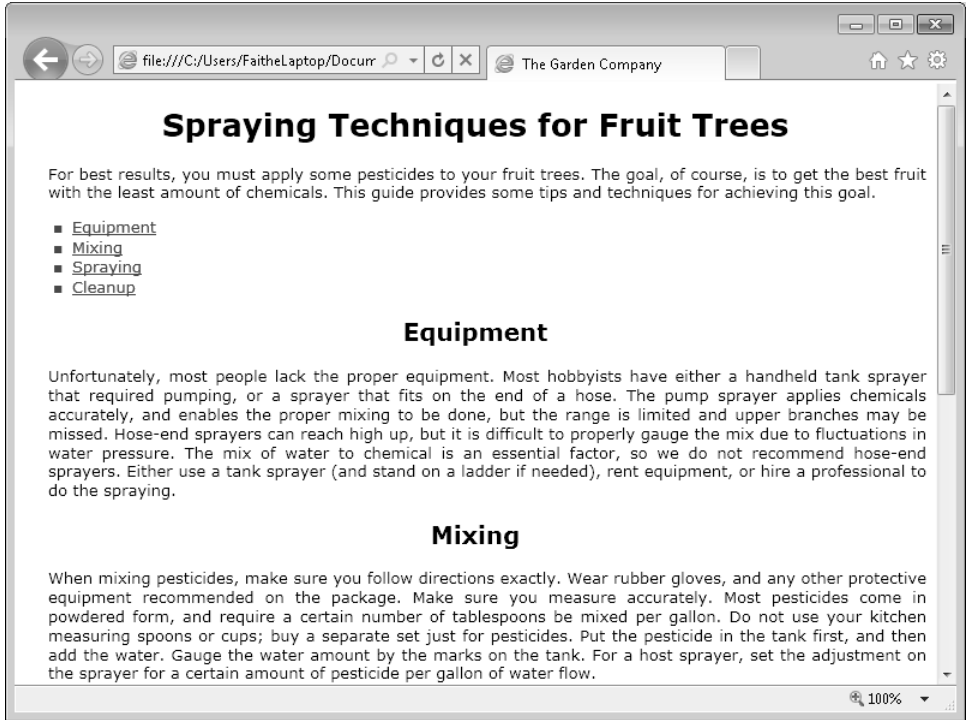 file:///C:/Users/FaitheLaptop/Docum
The Garden Company
Spraying Techniques for Fruit Trees
For best results, you must apply some pesticides to your fruit trees. The goal, of course, is to get the best fruit
with the least amount of chemicals. This guide provides some tips and techniques for achieving this goal.
Equipment
Mixing
Spraying
Cleanup
Equipment
Unfortunately, most people lack the proper equipment. Most hobbyists have either a handheld tank sprayer
that required pumping, or a sprayer that fits on the end of a hose. The pump sprayer applies chemicals
accurately, and enables the proper mixing to be done, but the range is limited and upper branches may be
missed. Hose-end sprayers can reach high up, but it is difficult to properly gauge the mix due to fluctuations in
water pressure. The mix of water to chemical is an essential factor, so we do not recommend hose-end
sprayers. Either use a tank sprayer (and stand on a ladder if needed), rent equipment, or hire a professional to
do the spraying.
Mixing
When mixing pesticides, make sure you follow directions exactly. Wear rubber gloves, and any other protective
equipment recommended on the package. Make sure you measure accurately. Most pesticides come in
powdered form, and require a certain number of tablespoons be mixed per gallon. Do not use your kitchen
measuring spoons or cups; buy a separate set just for pesticides. Put the pesticide in the tank first, and then
add the water. Gauge the water amount by the marks on the tank. For a host sprayer, set the adjustment on
the sprayer for a certain amount of pesticide per gallon of water flow.
100%